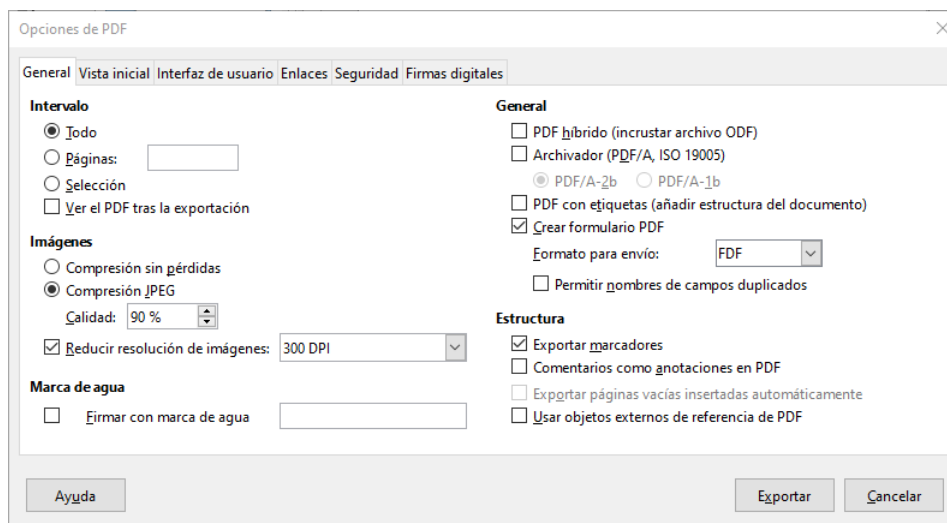 Opciones de PDF
General Vista inicial Interfaz de usuario Enlaces Seguridad Firmas digitales
Intervalo
Todo
Páginas:
Selección
Ver el PDF tras la exportación
Imágenes
Compresión sin pérdidas
Compresión JPEG
Calidad: 90 %
Reducir resolución de imágenes: 300 DPI
Marca de agua
Firmar con marca de agua
General
PDF híbrido (incrustar archivo ODF)
Archivador (PDF/A, ISO 19005)
PDF/A-2b PDF/A-1b
PDF con etiquetas (añadir estructura del documento)
Crear formulario PDF
Formato para envío: FDF
Permitir nombres de campos duplicados
Estructura
Exportar marcadores
Comentarios como anotaciones en PDF
Exportar páginas vacías insertadas automáticamente
Usar objetos externos de referencia de PDF
Ayuda Exportar Cancelar